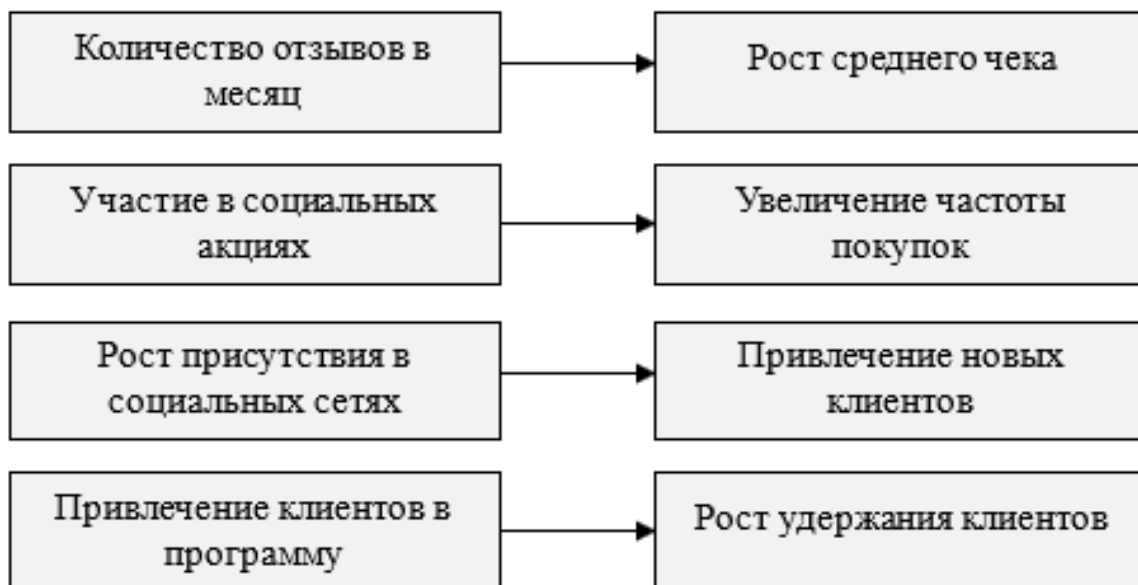 Количество отзывов в
месяц
Рост среднего чека
Участие в социальных
акциях
Увеличение частоты
покупок
Рост присутствия в
социальных сетях
Привлечение новых
клиентов
Привлечение клиентов в
программу
Рост удержания клиентов